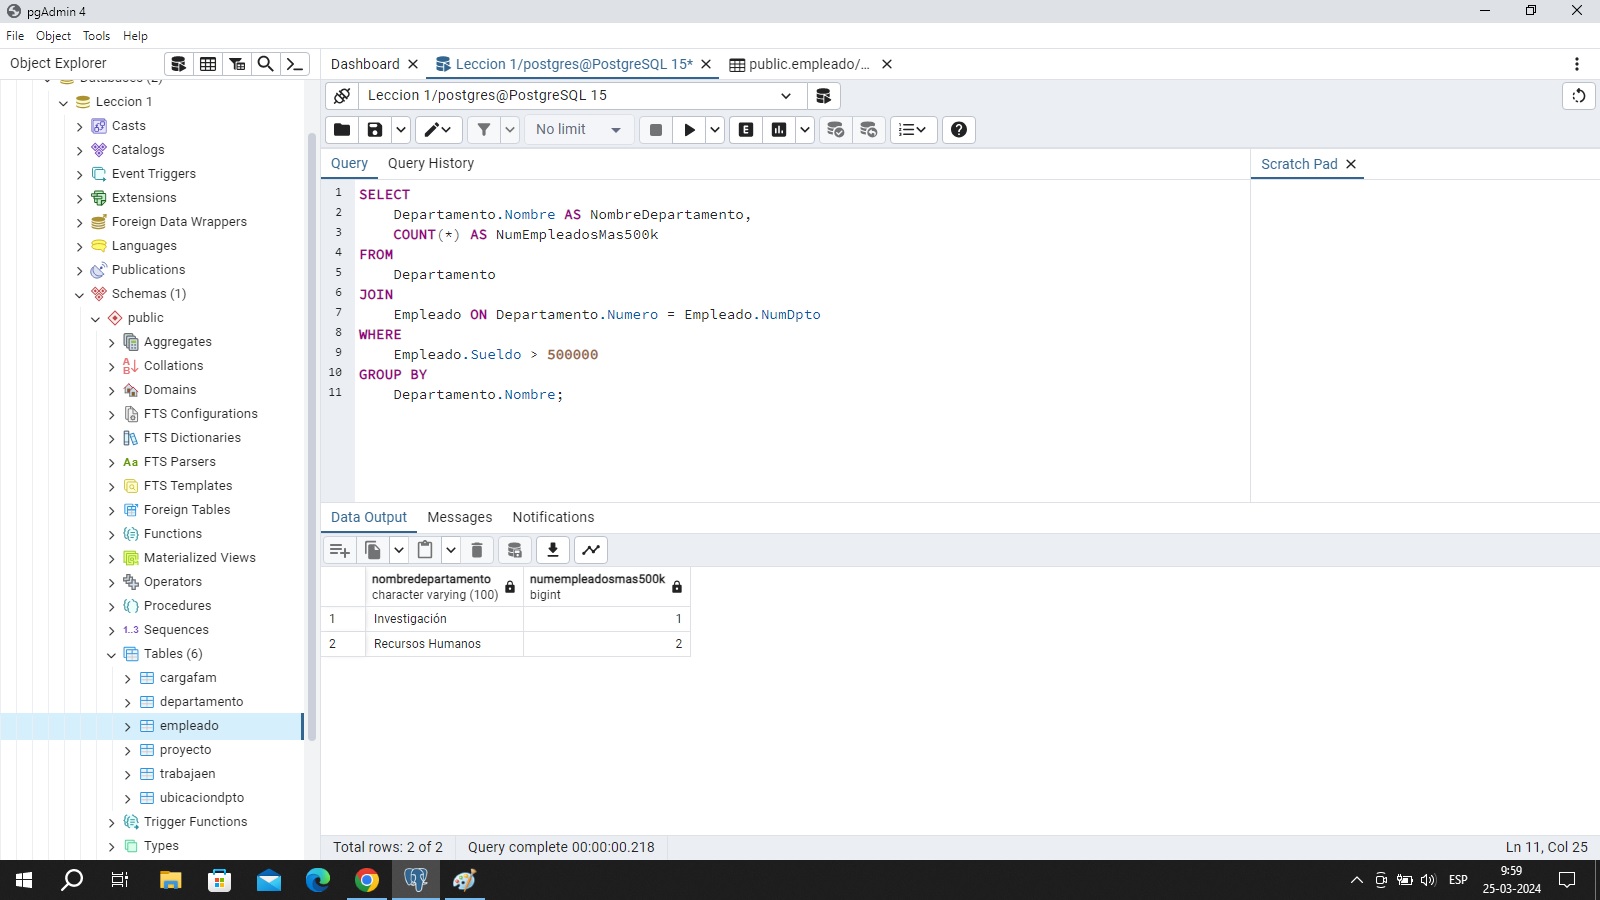 pgAdmin 4
File Object Tools Help
Object Explorer
Dashboard
Leccion 1/postgres@PostgreSQL 15*
public.empleado/...
Databases (2)
Leccion 1
Casts
Catalogs
Event Triggers
Extensions
Foreign Data Wrappers
Languages
Publications
Schemas (1)
public
Aggregates
Collations
Domains
FTS Configurations
FTS Dictionaries
Aa FTS Parsers
FTS Templates
Foreign Tables
Functions
Materialized Views
Operators
Procedures
1..3 Sequences
Tables (6)
cargafam
departamento
empleado
proyecto
trabajaen
ubicaciondpto
Trigger Functions
Types
Leccion 1/postgres@PostgreSQL 15
No limit
E
Query Query History
Scratch Pad
1 SELECT
2 Departamento.Nombre AS NombreDepartamento,
3 COUNT(*) AS NumEmpleadosMas500k
4 FROM
5 Departamento
6 JOIN
7 Empleado ON Departamento.Numero = Empleado.NumDpto
8 WHERE
9 Empleado.Sueldo > 500000
10 GROUP BY
11 Departamento.Nombre;
Data Output Messages Notifications
nombredepartamento numempleadosmas500k
character varying (100) bigint
1 Investigación 1
2 Recursos Humanos 2
Total rows: 2 of 2 Query complete 00:00:00.218 Ln 11, Col 25
ESP
9:59
25-03-2024